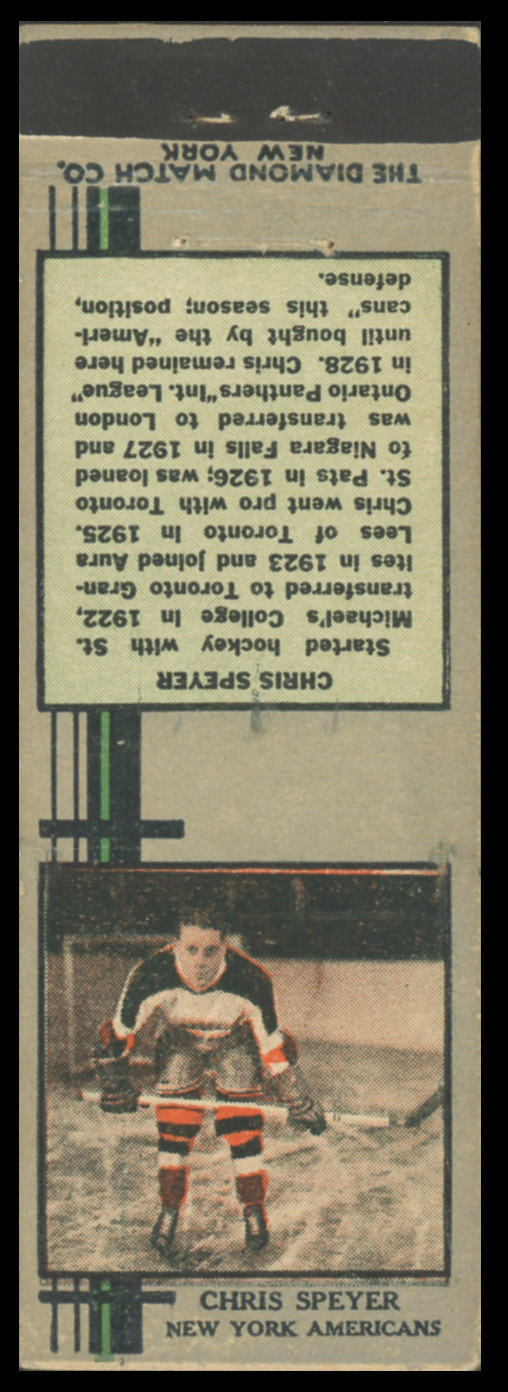 THE DIAMOND MATCH CO.
NEW YORK
CHRIS SPEYER
Started hockey with St.
Michael's College in 1922,
transferred to Toronto Gran-
ites in 1923 and joined Aura
Lees of Toronto in 1925.
Chris went pro with Toronto
St. Pats in 1926; was loaned
to Niagara Falls in 1927 and
was transferred to London
Ontario Panthers "Int. League"
in 1928. Chris remained here
until bought by the "Ameri-
cans" this season; position,
defense.
CHRIS SPEYER
NEW YORK AMERICANS